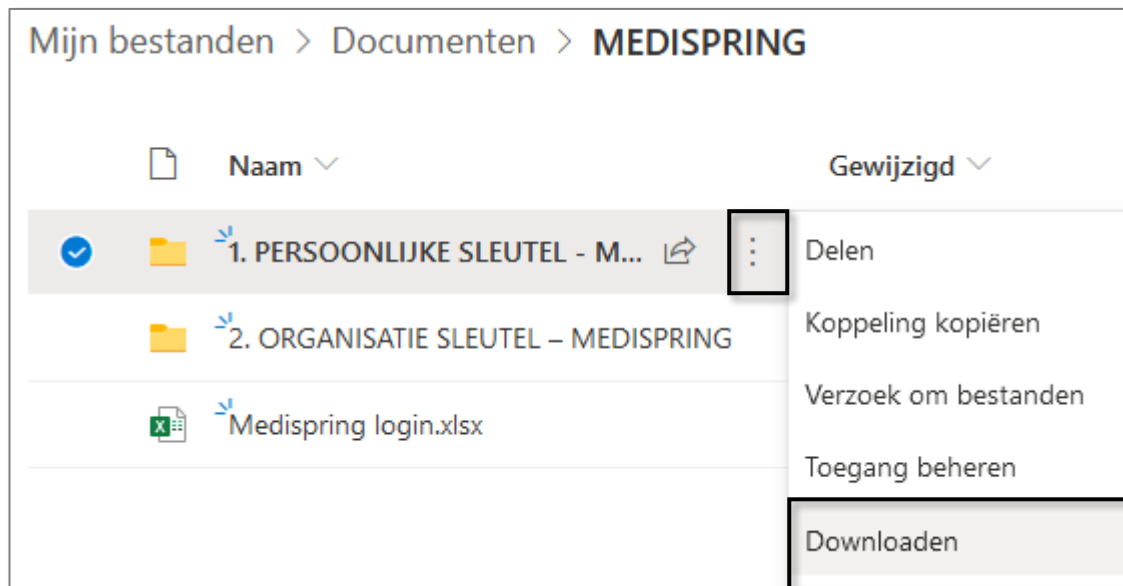 Mijn bestanden > Documenten > MEDISPRING
Naam Gewijzigd
1. PERSOONLIJKE SLEUTEL - M... Delen
Koppeling kopiëren
2. ORGANISATIE SLEUTEL – MEDISPRING
Verzoek om bestanden
Medispring login.xlsx
Toegang beheren
Downloaden